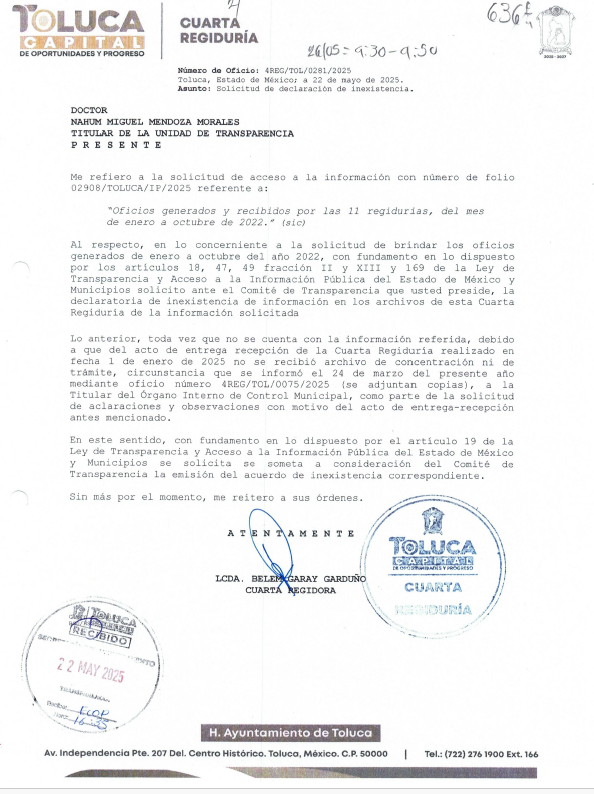 TOLUCA
CAPITAL
DE OPORTUNIDADES Y PROGRESO
CUARTA
REGIDURÍA
26/05 = 9:30-9:50
636
2025 - 2027
Número de Oficio: 4REG/TOL/0281/2025
Toluca, Estado de México; a 22 de mayo de 2025.
Asunto: Solicitud de declaración de inexistencia.
DOCTOR
NAHUM MIGUEL MENDOZA MORALES
TITULAR DE LA UNIDAD DE TRANSPARENCIA
P R E S E N T E
Me refiero a la solicitud de acceso a la información con número de folio
02908/TOLUCA/IP/2025 referente a:
"Oficios generados y recibidos por las 11 regidurías, del mes
de enero a octubre de 2022." (sic)
Al respecto, en lo concerniente a la solicitud de brindar los oficios
generados de enero a octubre del año 2022, con fundamento en lo dispuesto
por los artículos 18, 47, 49 fracción II y XIII y 169 de la Ley de
Transparencia y Acceso a la Información Pública del Estado de México y
Municipios solicito ante el Comité de Transparencia que usted preside, la
declaratoria de inexistencia de información en los archivos de esta Cuarta
Regiduría de la información solicitada
Lo anterior, toda vez que no se cuenta con la información referida, debido
a que del acto de entrega recepción de la Cuarta Regiduría realizado en
fecha 1 de enero de 2025 no se recibió archivo de concentración ni de
trámite, circunstancia que se informó el 24 de marzo del presente año
mediante oficio número 4REG/TOL/0075/2025 (se adjuntan copias), a la
Titular del Órgano Interno de Control Municipal, como parte de la solicitud
de aclaraciones y observaciones con motivo del acto de entrega-recepción
antes mencionado.
En este sentido, con fundamento en lo dispuesto por el artículo 19 de la
Ley de Transparencia y Acceso a la Información Pública del Estado de México
y Municipios se solicita se someta a consideración del Comité de
Transparencia la emisión del acuerdo de inexistencia correspondiente.
Sin más por el momento, me reitero a sus órdenes.
A T E N T A M E N T E
LCDA. BELEM GARAY GARDUÑO
CUARTA REGIDORA
TOLUCA
CAPITAL
DE OPORTUNIDADES Y PROGRESO
CUARTA
REGIDURÍA
TOLUCA
RECIBIDO
22 MAY 2025
H. Ayuntamiento de Toluca
Av. Independencia Pte. 207 Del. Centro Histórico. Toluca, México. C.P. 50000 | Tel.: (722) 276 1900 Ext. 166